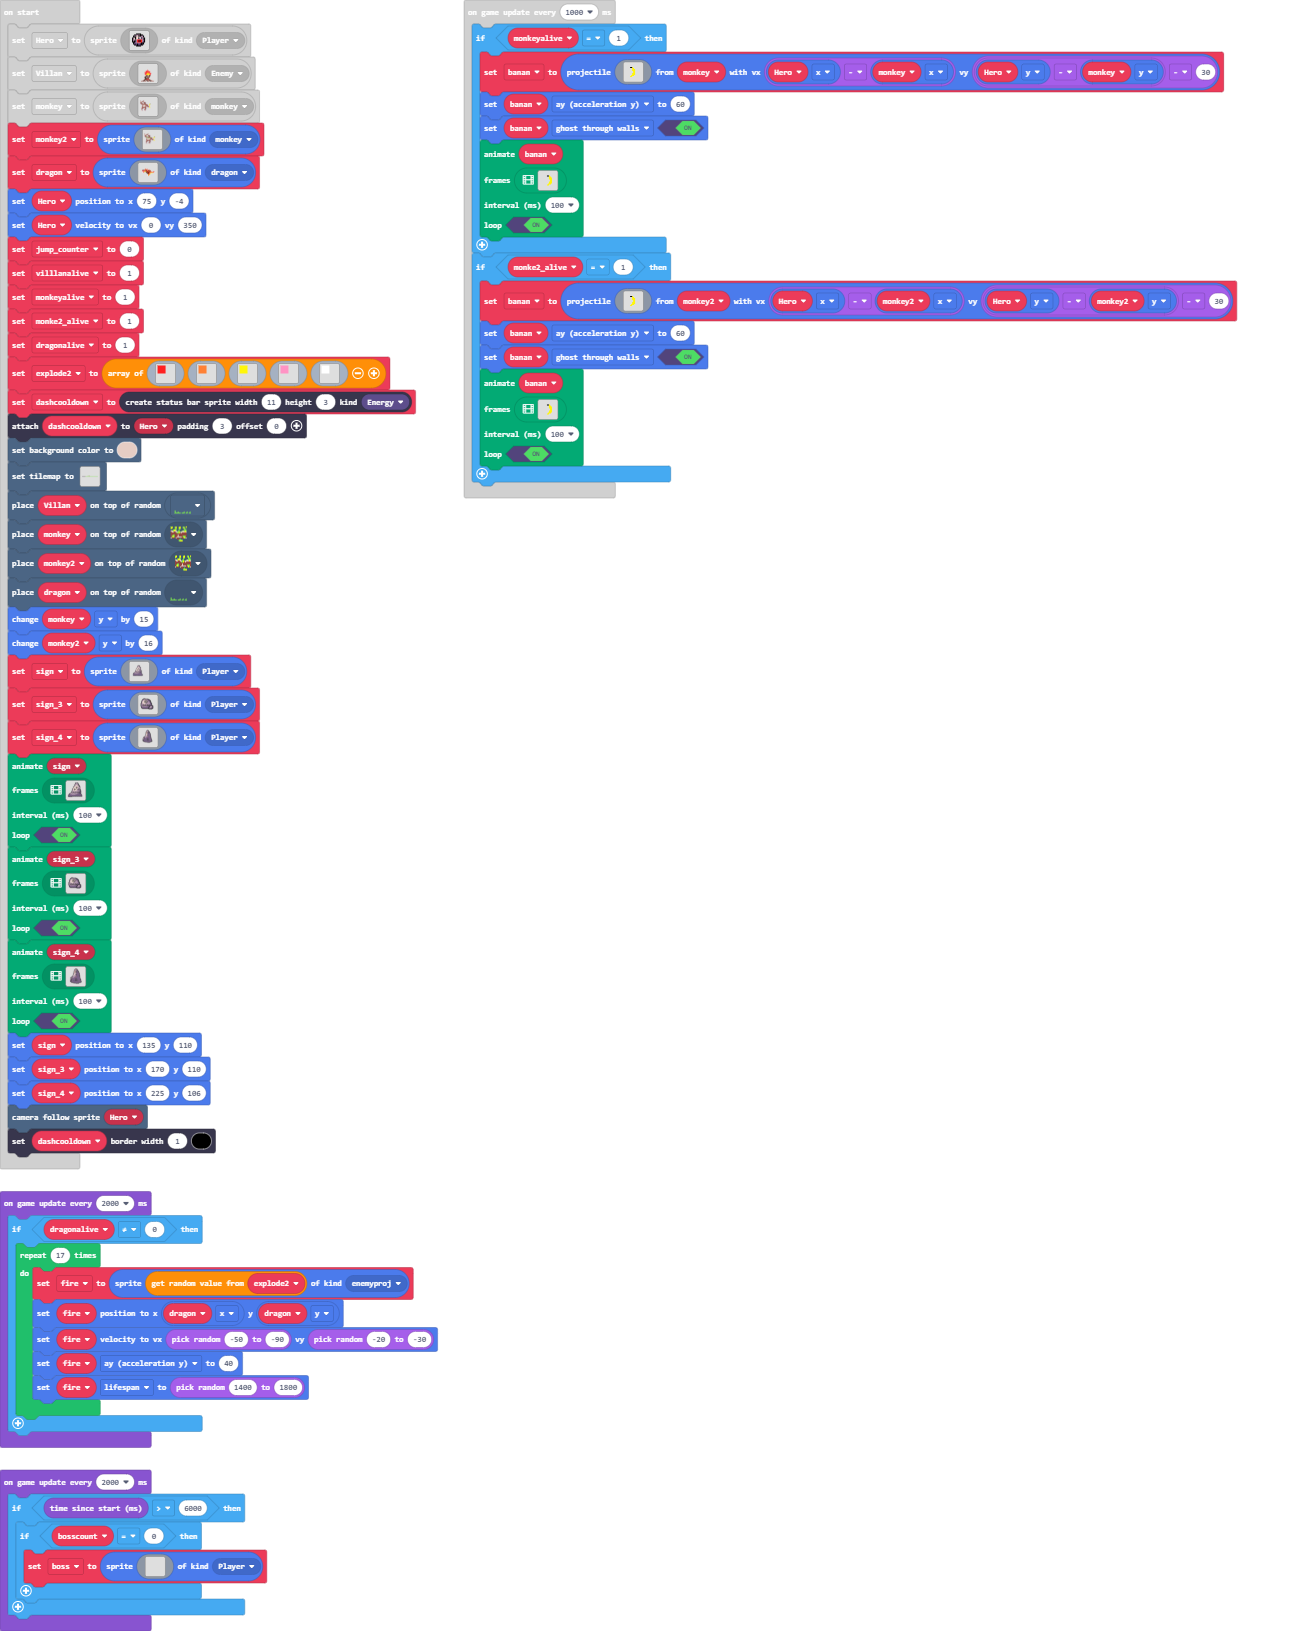 on start
set Hero to sprite of kind Player
set Villan to sprite of kind Enemy
set monkey to sprite of kind monkey
set monkey2 to sprite of kind monkey
set dragon to sprite of kind dragon
set Hero position to x 75 y -4
set Hero velocity to vx 0 vy 350
set jump_counter to 0
set villlanalive to 1
set monkeyalive to 1
set monke2_alive to 1
set dragonalive to 1
set explode2 to array of
set dashcooldown to create status bar sprite width 11 height 3 kind Energy
attach dashcooldown to Hero padding 3 offset 0
set background color to
set tilemap to
place Villan on top of random
place monkey on top of random
place monkey2 on top of random
place dragon on top of random
change monkey y by 15
change monkey2 y by 16
set sign to sprite of kind Player
set sign_3 to sprite of kind Player
set sign_4 to sprite of kind Player
animate sign
frames
interval (ms) 100
loop ON
animate sign_3
frames
interval (ms) 100
loop ON
animate sign_4
frames
interval (ms) 100
loop ON
set sign position to x 135 y 110
set sign_3 position to x 170 y 110
set sign_4 position to x 225 y 106
camera follow sprite Hero
set dashcooldown border width 1
on game update every 2000 ms
if dragonalive ≠ 0 then
repeat 17 times
do
set fire to sprite get random value from explode2 of kind enemyproj
set fire position to x dragon x y dragon y
set fire velocity to vx pick random -50 to -90 vy pick random -20 to -30
set fire ay (acceleration y) to 40
set fire lifespan to pick random 1400 to 1800
on game update every 2000 ms
if time since start (ms) > 6000 then
if bosscount = 0 then
set boss to sprite of kind Player
on game update every 1000 ms
if monkeyalive = 1 then
set banan to projectile from monkey with vx Hero x - monkey x vy Hero y - monkey y - 30
set banan ay (acceleration y) to 60
set banan ghost through walls ON
animate banan
frames
interval (ms) 100
loop ON
if monke2_alive = 1 then
set banan to projectile from monkey2 with vx Hero x - monkey2 x vy Hero y - monkey2 y - 30
set banan ay (acceleration y) to 60
set banan ghost through walls ON
animate banan
frames
interval (ms) 100
loop ON